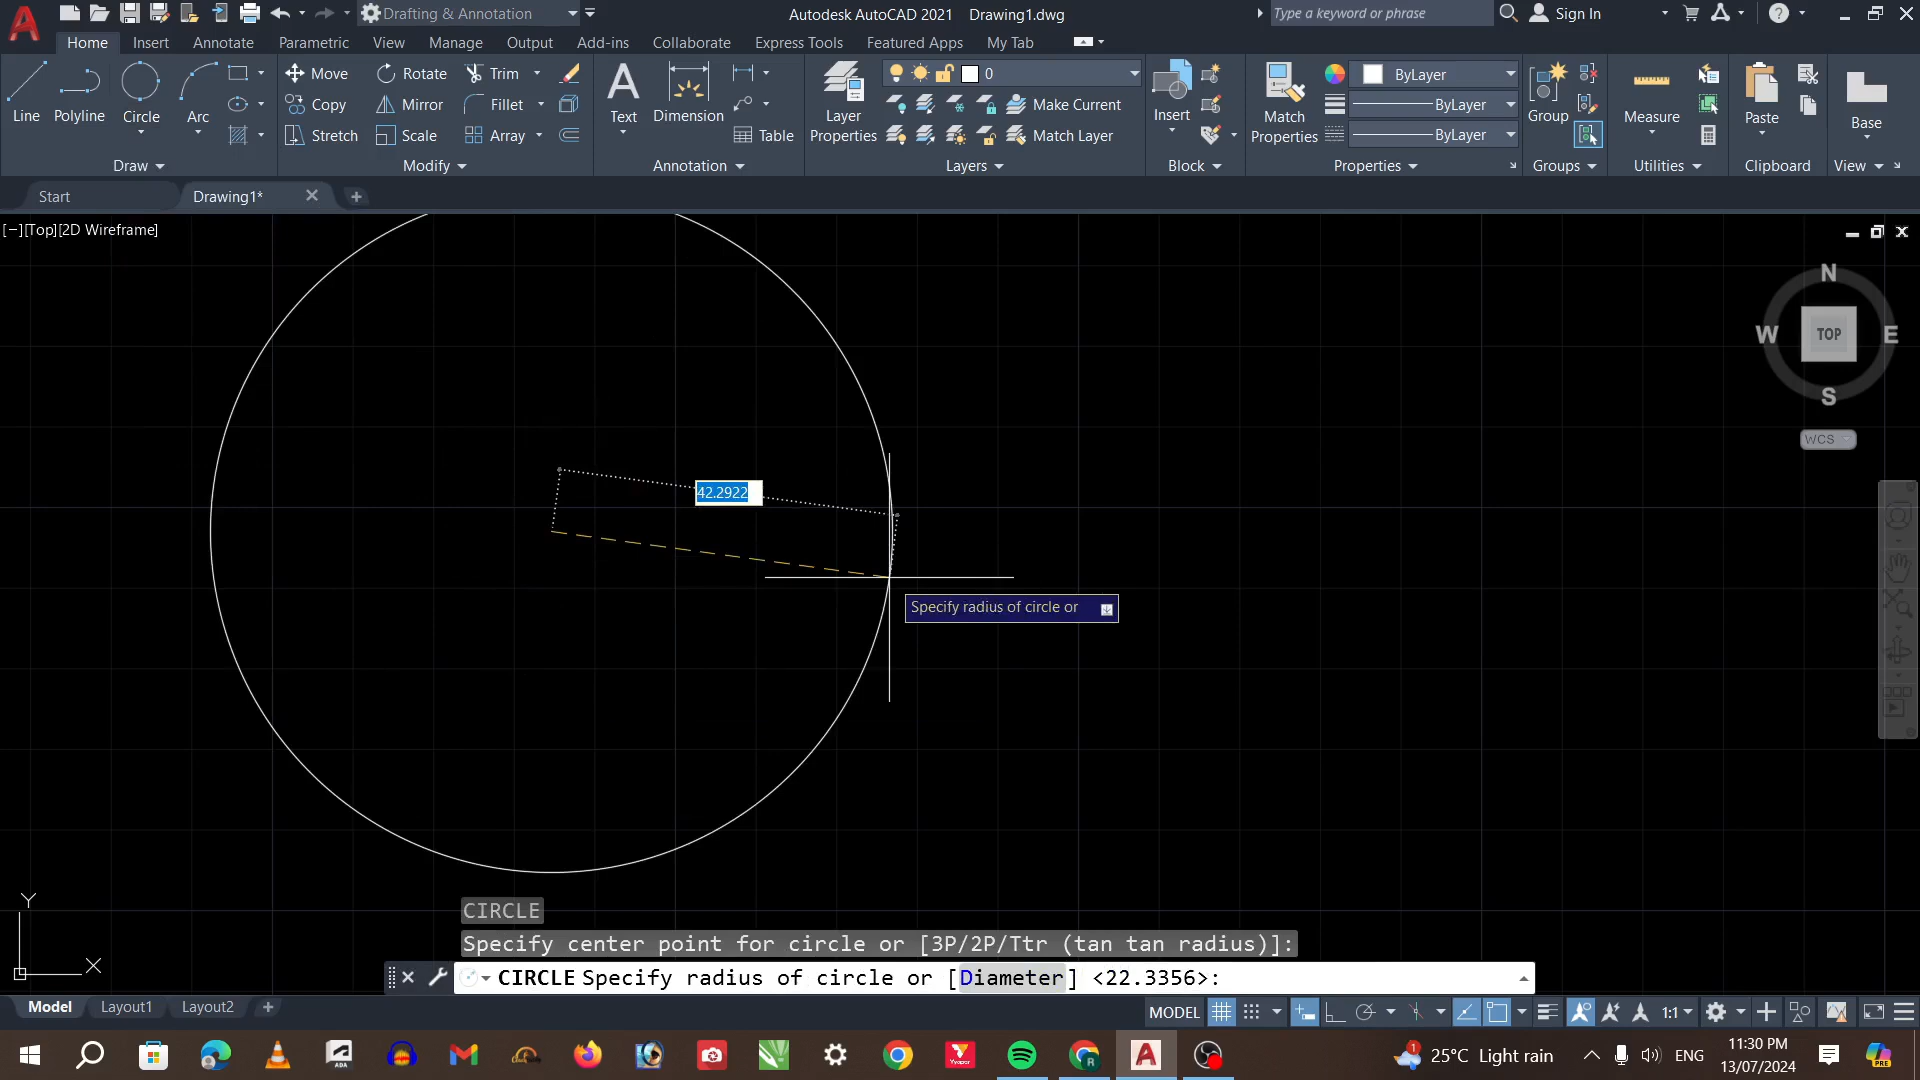 Drafting & Annotation
Autodesk AutoCAD 2021 Drawing1.dwg
Type a keyword or phrase
Sign In
Home Insert Annotate Parametric View Manage Output Add-ins Collaborate Express Tools Featured Apps My Tab
Line Polyline Circle Arc
Move Rotate Trim
Copy Mirror Fillet
Stretch Scale Array
Text Dimension Table
Layer Properties
0
Make Current
Match Layer
Insert
Match Properties
ByLayer
ByLayer
ByLayer
Group
Measure
Paste
Base
Draw Modify Annotation Layers Block Properties Groups Utilities Clipboard View
Start Drawing1*
[−][Top][2D Wireframe]
N
W TOP E
S
WCS
42.2922
Specify radius of circle or
Y
X
CIRCLE
Specify center point for circle or [3P/2P/Ttr (tan tan radius)]:
CIRCLE Specify radius of circle or [Diameter] <22.3356>:
Model Layout1 Layout2
MODEL 1:1
25°C Light rain
ENG
11:30 PM
13/07/2024